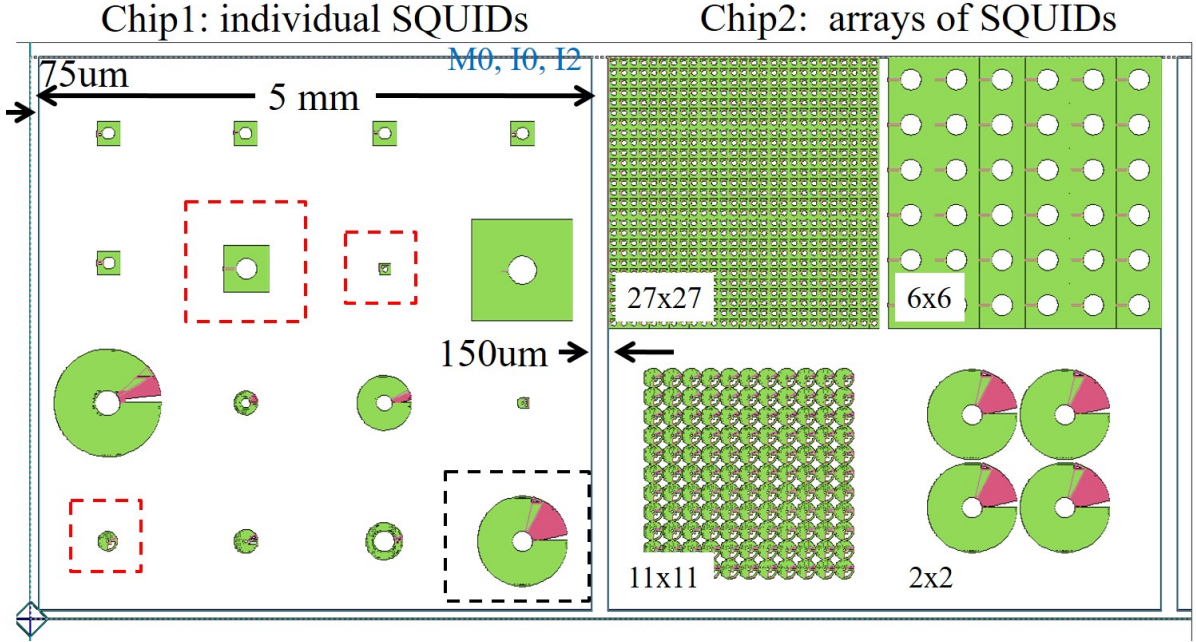 Chip1: individual SQUIDs
Chip2: arrays of SQUIDs
M0, I0, I2
75um
5 mm
27x27
6x6
150um
11x11
2x2